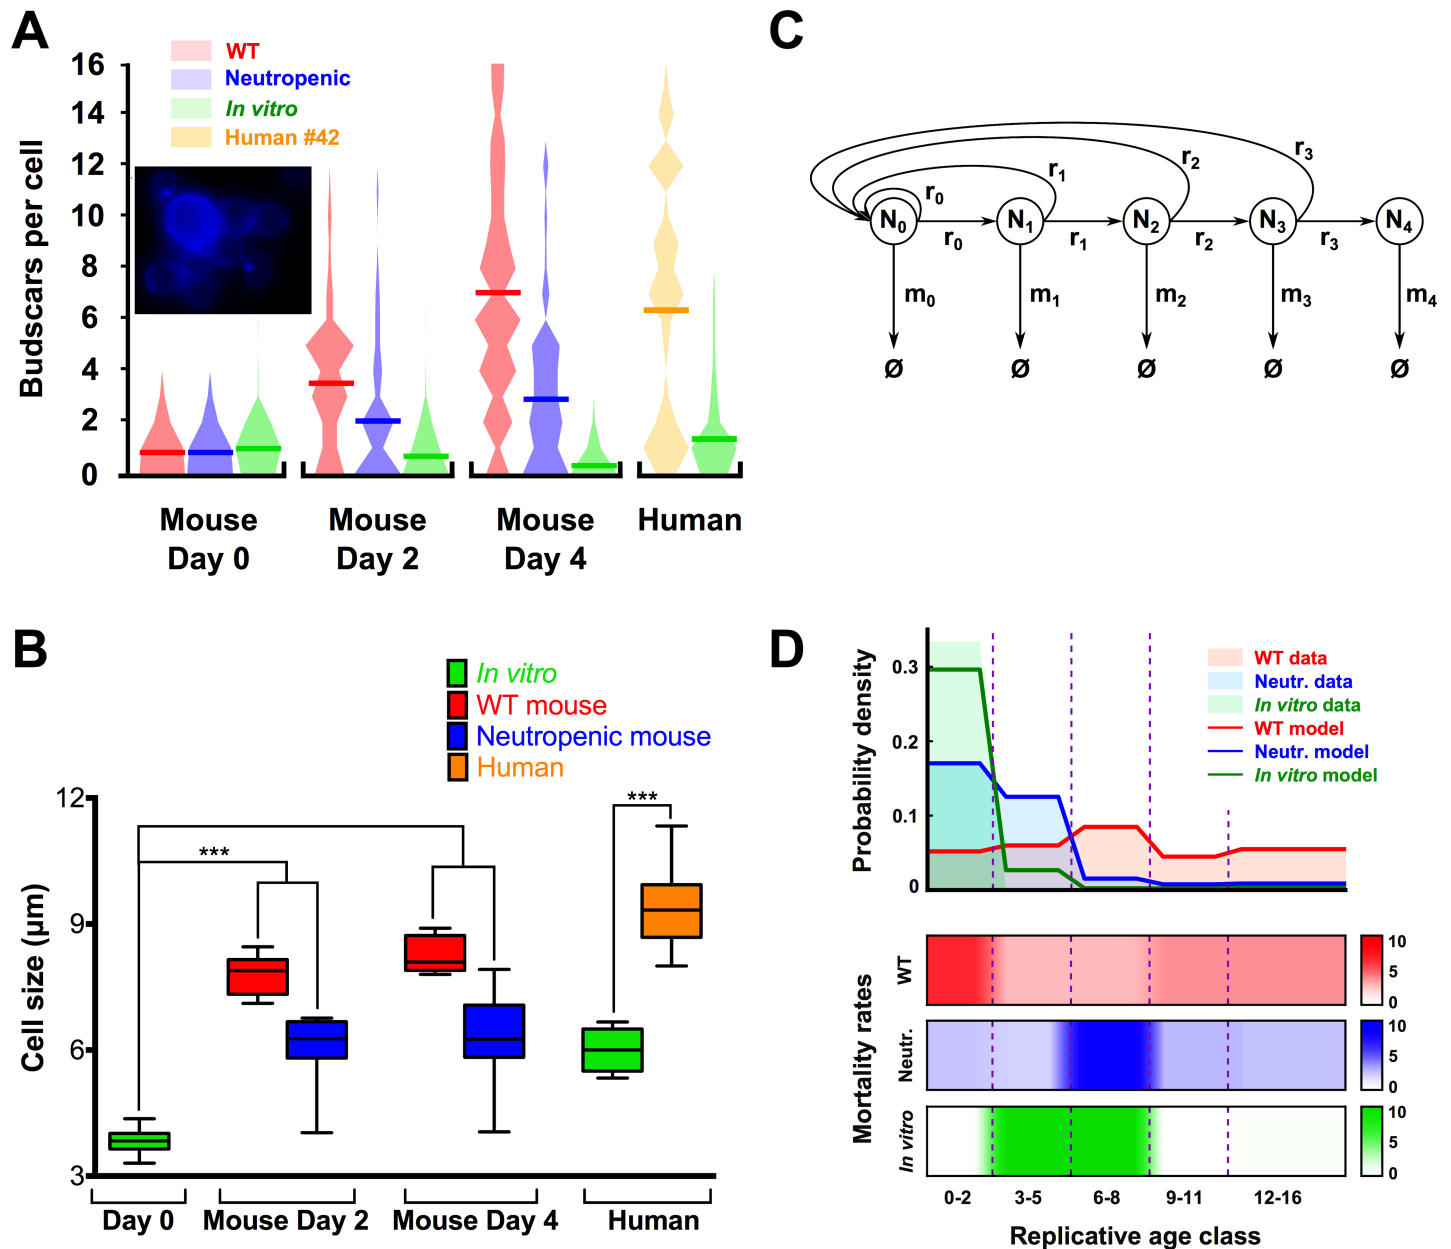 A
WT
Neutropenic
In vitro
Human #42
Budscars per cell
16
14
12
10
8
6
4
2
0
Mouse Day 0
Mouse Day 2
Mouse Day 4
Human
B
In vitro
WT mouse
Neutropenic mouse
Human
Cell size (µm)
12
9
6
3
***
***
Day 0
Mouse Day 2
Mouse Day 4
Human
C
r3
r2
r1
r0
N0
N1
N2
N3
N4
r0
r1
r2
r3
m0
m1
m2
m3
m4
Ø
Ø
Ø
Ø
Ø
D
Probability density
0.3
0.2
0.1
0
WT data
Neutr. data
In vitro data
WT model
Neutr. model
In vitro model
Mortality rates
WT
10
5
0
Neutr.
10
5
0
In vitro
10
5
0
0-2
3-5
6-8
9-11
12-16
Replicative age class